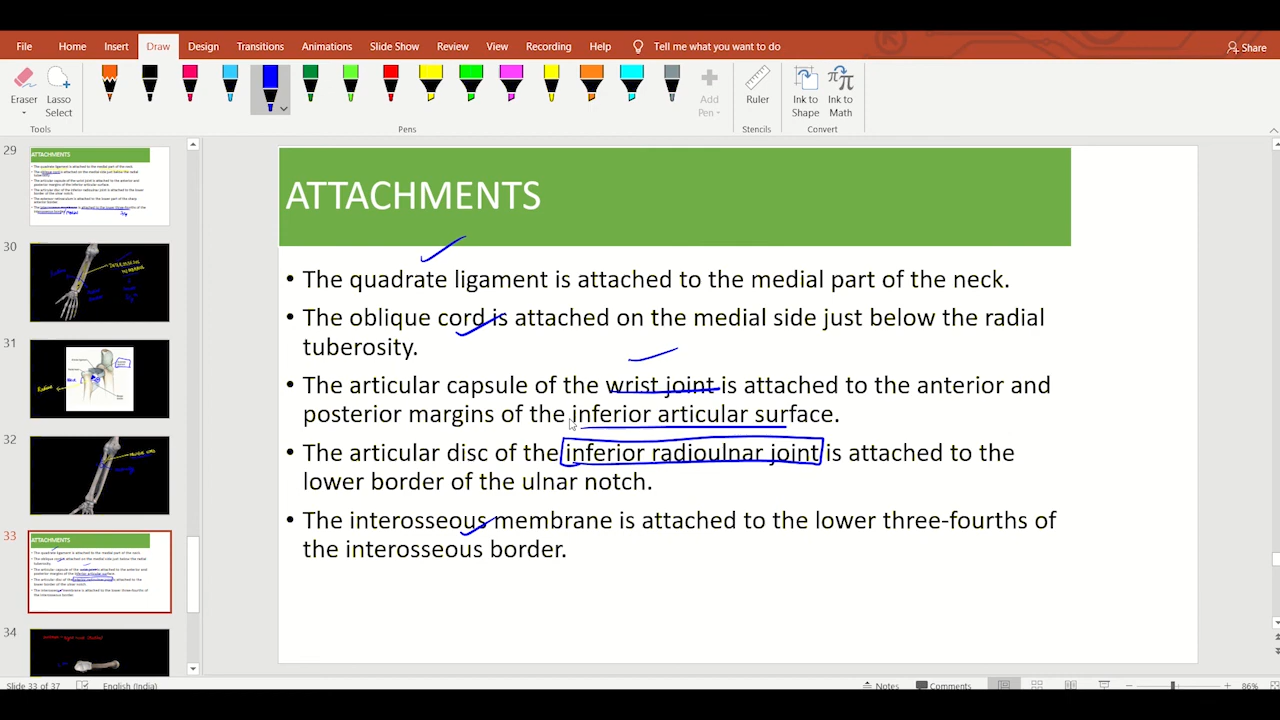 File Home Insert Draw Design Transitions Animations Slide Show Review View Recording Help Tell me what you want to do Share
Eraser Lasso Select Add Pen Ruler Ink to Shape Ink to Math
Tools Pens Stencils Convert
29
ATTACHMENTS
30
31
32
33
ATTACHMENTS
34
ATTACHMENTS
• The quadrate ligament is attached to the medial part of the neck.
• The oblique cord is attached on the medial side just below the radial
tuberosity.
• The articular capsule of the wrist joint is attached to the anterior and
posterior margins of the inferior articular surface.
• The articular disc of the inferior radioulnar joint is attached to the
lower border of the ulnar notch.
• The interosseous membrane is attached to the lower three-fourths of
the interosseous border.
Slide 33 of 37 English (India) Notes Comments 86%